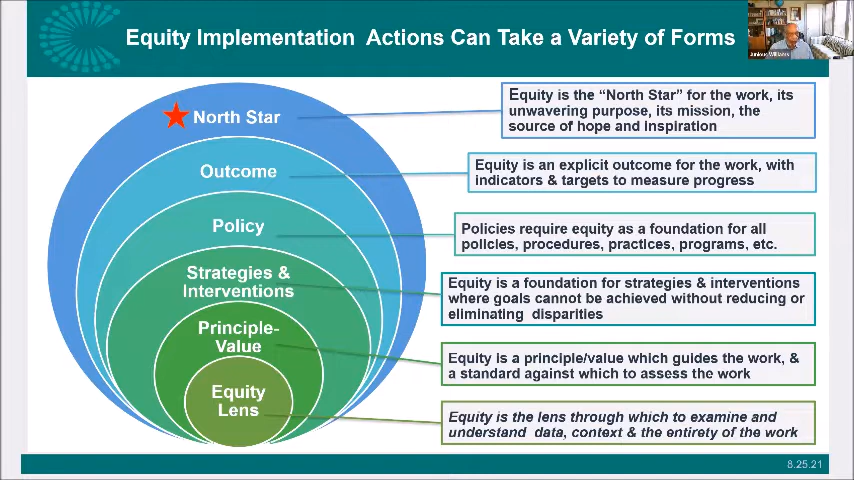 Equity Implementation Actions Can Take a Variety of Forms
Junious Williams
North Star
Equity is the “North Star” for the work, its
unwavering purpose, its mission, the
source of hope and inspiration
Outcome
Equity is an explicit outcome for the work, with
indicators & targets to measure progress
Policy
Policies require equity as a foundation for all
policies, procedures, practices, programs, etc.
Strategies &
Interventions
Equity is a foundation for strategies & interventions
where goals cannot be achieved without reducing or
eliminating disparities
Principle-
Value
Equity is a principle/value which guides the work, &
a standard against which to assess the work
Equity
Lens
Equity is the lens through which to examine and
understand data, context & the entirety of the work
8.25.21